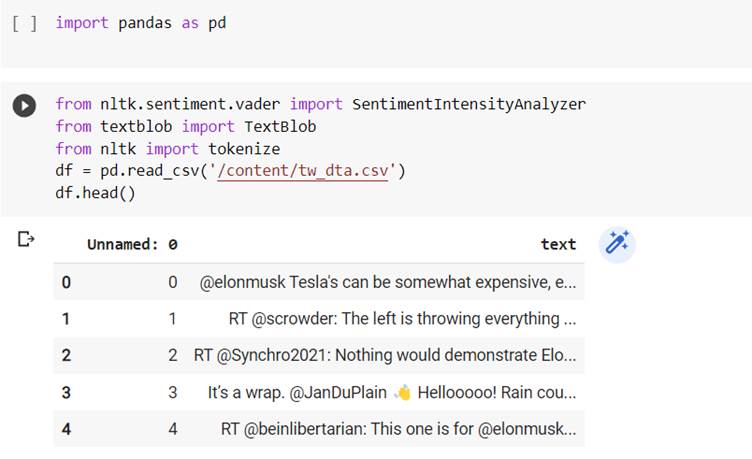 [ ] import pandas as pd
from nltk.sentiment.vader import SentimentIntensityAnalyzer
from textblob import TextBlob
from nltk import tokenize
df = pd.read_csv('/content/tw_dta.csv')
df.head()
Unnamed: 0 text
0 0 @elonmusk Tesla's can be somewhat expensive, e...
1 1 RT @scrowder: The left is throwing everything ...
2 2 RT @Synchro2021: Nothing would demonstrate Elo...
3 3 It’s a wrap. @JanDuPlain 👋 Hellooooo! Rain cou...
4 4 RT @beinlibertarian: This one is for @elonmusk...